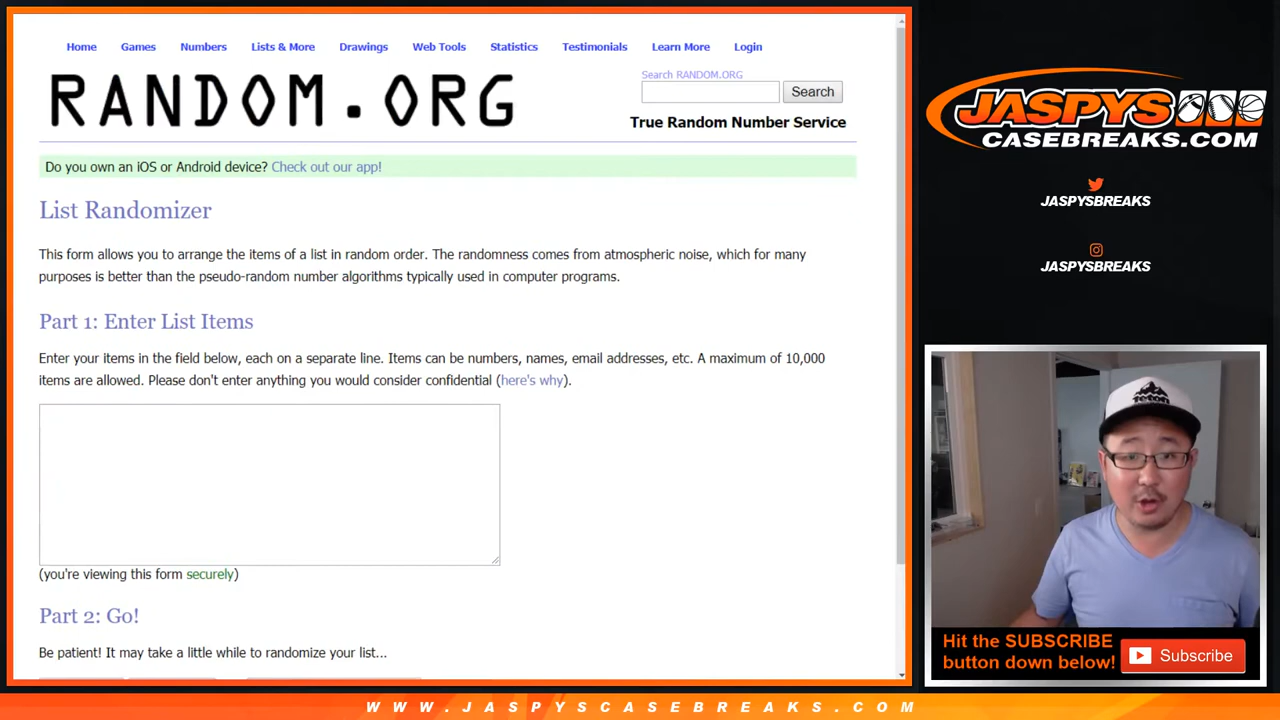 Home Games Numbers Lists & More Drawings Web Tools Statistics Testimonials Learn More Login
RANDOM.ORG
Search RANDOM.ORG
Search
True Random Number Service
Do you own an iOS or Android device? Check out our app!
List Randomizer
This form allows you to arrange the items of a list in random order. The randomness comes from atmospheric noise, which for many
purposes is better than the pseudo-random number algorithms typically used in computer programs.
Part 1: Enter List Items
Enter your items in the field below, each on a separate line. Items can be numbers, names, email addresses, etc. A maximum of 10,000
items are allowed. Please don't enter anything you would consider confidential (here's why).
(you're viewing this form securely)
Part 2: Go!
Be patient! It may take a little while to randomize your list...
JASPYS
CASEBREAKS.COM
JASPYSBREAKS
JASPYSBREAKS
Hit the SUBSCRIBE
button down below!
Subscribe
WWW.JASPYSCASEBREAKS.COM